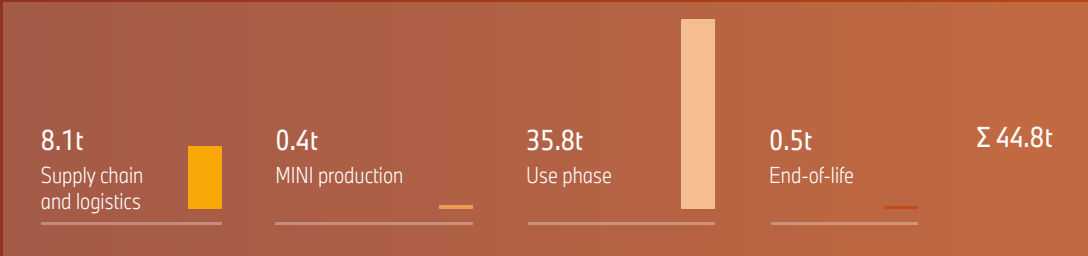 8.1t
Supply chain
and logistics
0.4t
MINI production
35.8t
Use phase
0.5t
End-of-life
Σ 44.8t